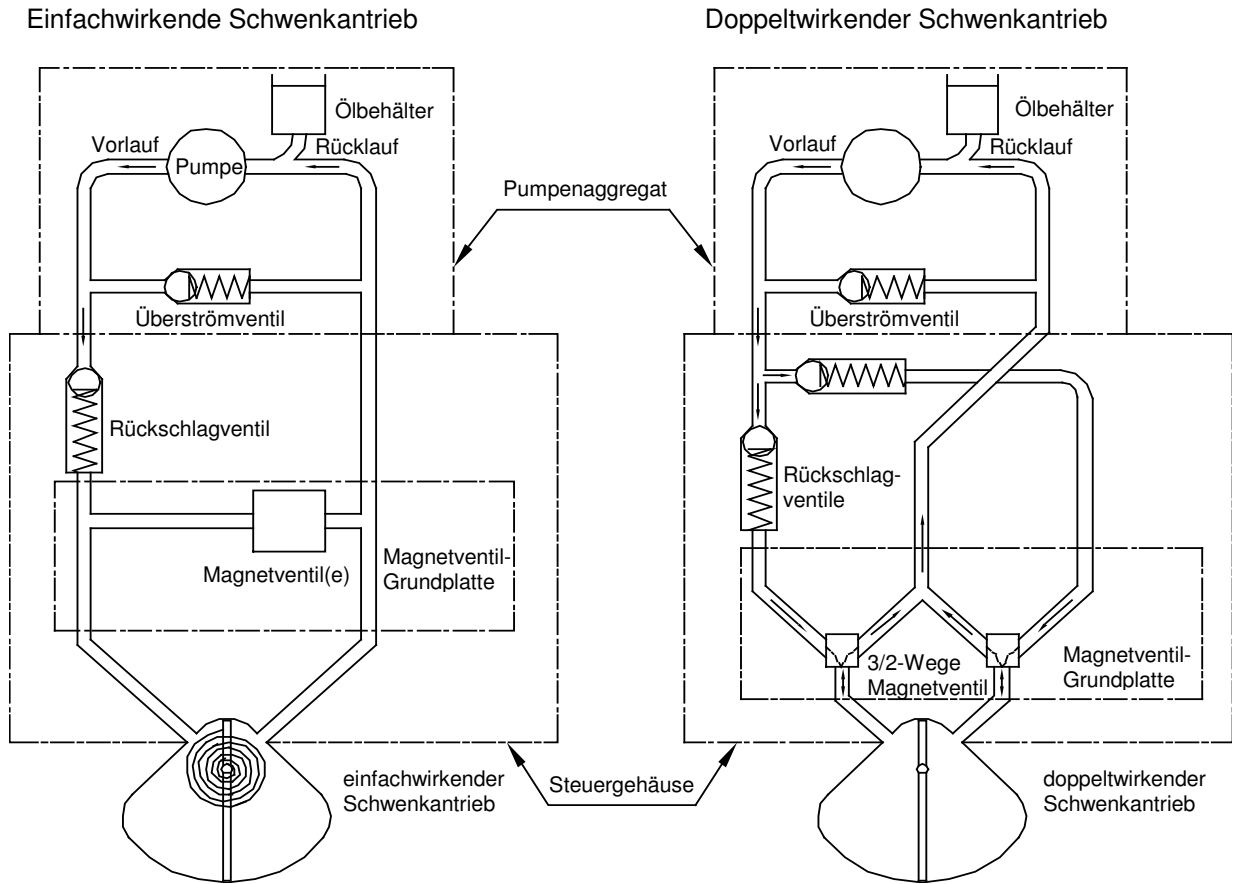 Einfachwirkende Schwenkantrieb
Doppeltwirkender Schwenkantrieb
Ölbehälter
Vorlauf
Pumpe
Rücklauf
Überströmventil
Rückschlagventil
Magnetventil(e)
Magnetventil-
Grundplatte
einfachwirkender
Schwenkantrieb
Pumpenaggregat
Steuergehäuse
Ölbehälter
Vorlauf
Rücklauf
Überströmventil
Rückschlag-
ventile
3/2-Wege
Magnetventil
Magnetventil-
Grundplatte
doppeltwirkender
Schwenkantrieb